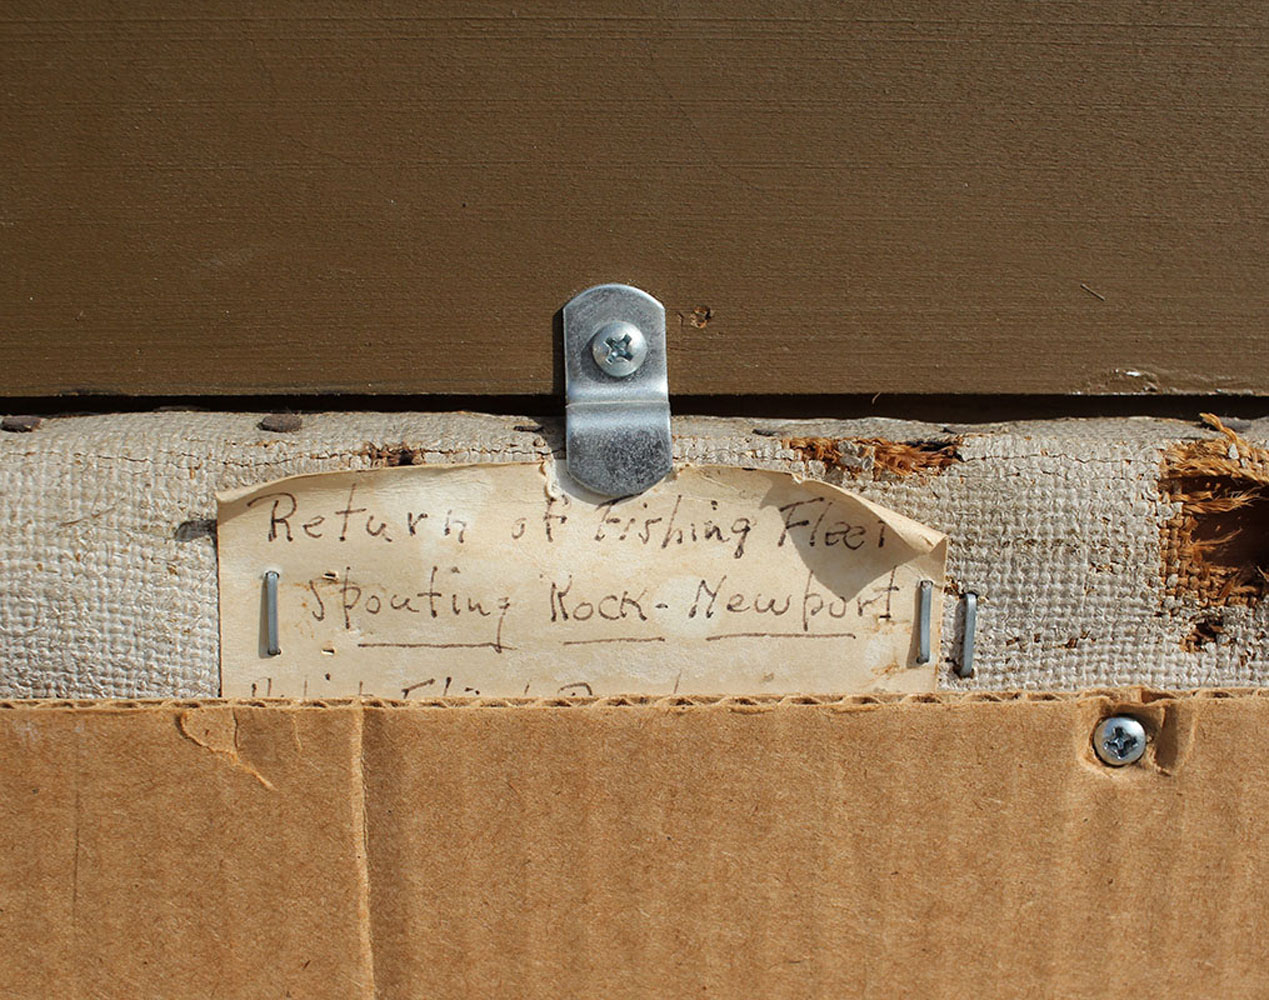 Return of Fishing Fleet
Spouting Rock- Newport